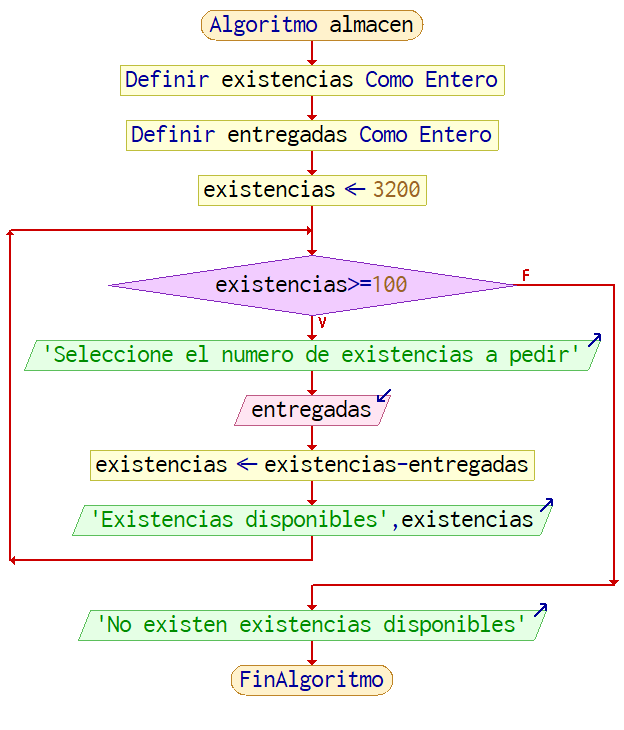 Algoritmo almacen
Definir existencias Como Entero
Definir entregadas Como Entero
existencias ← 3200
existencias>=100
F
V
'Seleccione el numero de existencias a pedir'
entregadas
existencias ← existencias-entregadas
'Existencias disponibles',existencias
'No existen existencias disponibles'
FinAlgoritmo